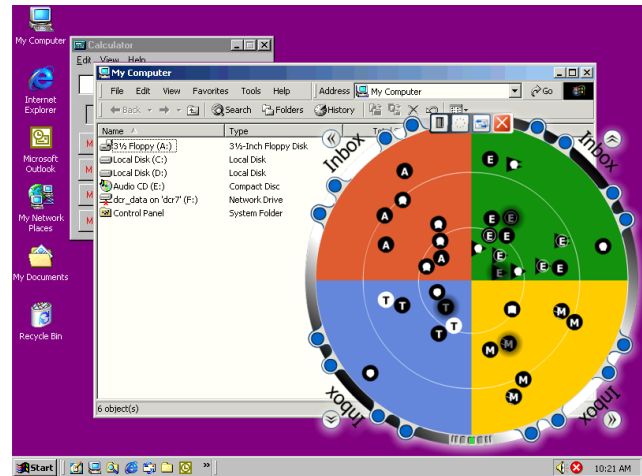 My Computer
Internet
Explorer
Microsoft
Outlook
My Network
Places
My Documents
Recycle Bin
Calculator
Edit View Help
My Computer
File Edit View Favorites Tools Help
Address My Computer Go
Back Search Folders History
Name Type
3½ Floppy (A:) 3½-Inch Floppy Disk
Local Disk (C:) Local Disk
Local Disk (D:) Local Disk
Audio CD (E:) Compact Disc
dcr_data on 'dcr7' (F:) Network Drive
Control Panel System Folder
6 object(s)
Inbox
Inbox
Inbox
Inbox
A
A
A
A
E
E
E
E
E
E
E
E
E
E
T
T
T
T
T
M
M
M
M
M
M
Start
10:21 AM